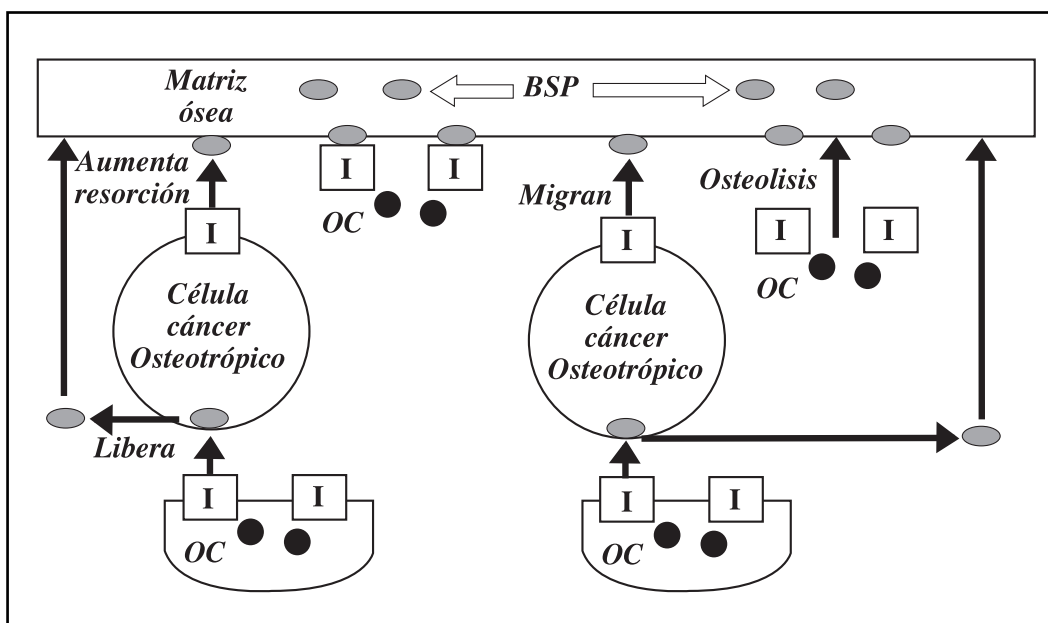 Matriz
ósea
BSP
Aumenta
resorción
I
I
OC
Migran
Osteolisis
I
I
OC
I
I
Célula
cáncer
Osteotrópico
Célula
cáncer
Osteotrópico
Libera
I
I
OC
I
I
OC